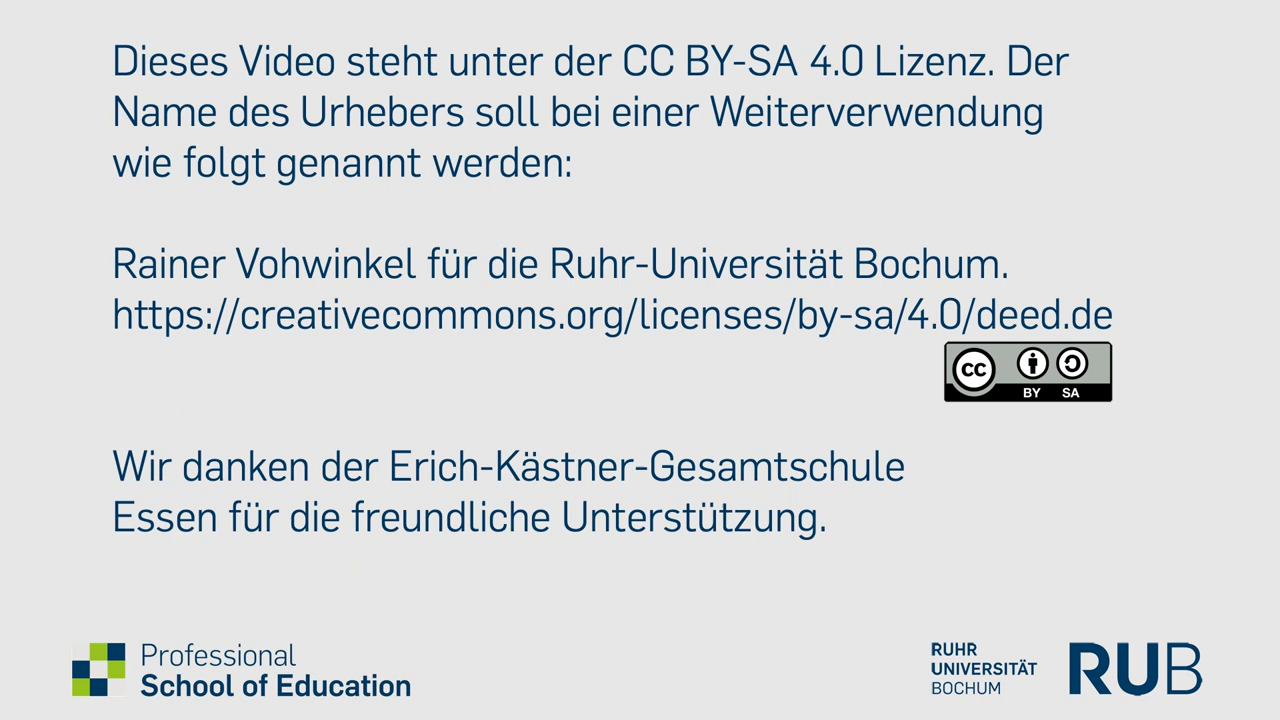 Dieses Video steht unter der CC BY-SA 4.0 Lizenz. Der
Name des Urhebers soll bei einer Weiterverwendung
wie folgt genannt werden:
Rainer Vohwinkel für die Ruhr-Universität Bochum.
https://creativecommons.org/licenses/by-sa/4.0/deed.de
cc
BY SA
Wir danken der Erich-Kästner-Gesamtschule
Essen für die freundliche Unterstützung.
Professional
School of Education
RUHR
UNIVERSITÄT
BOCHUM
RUB